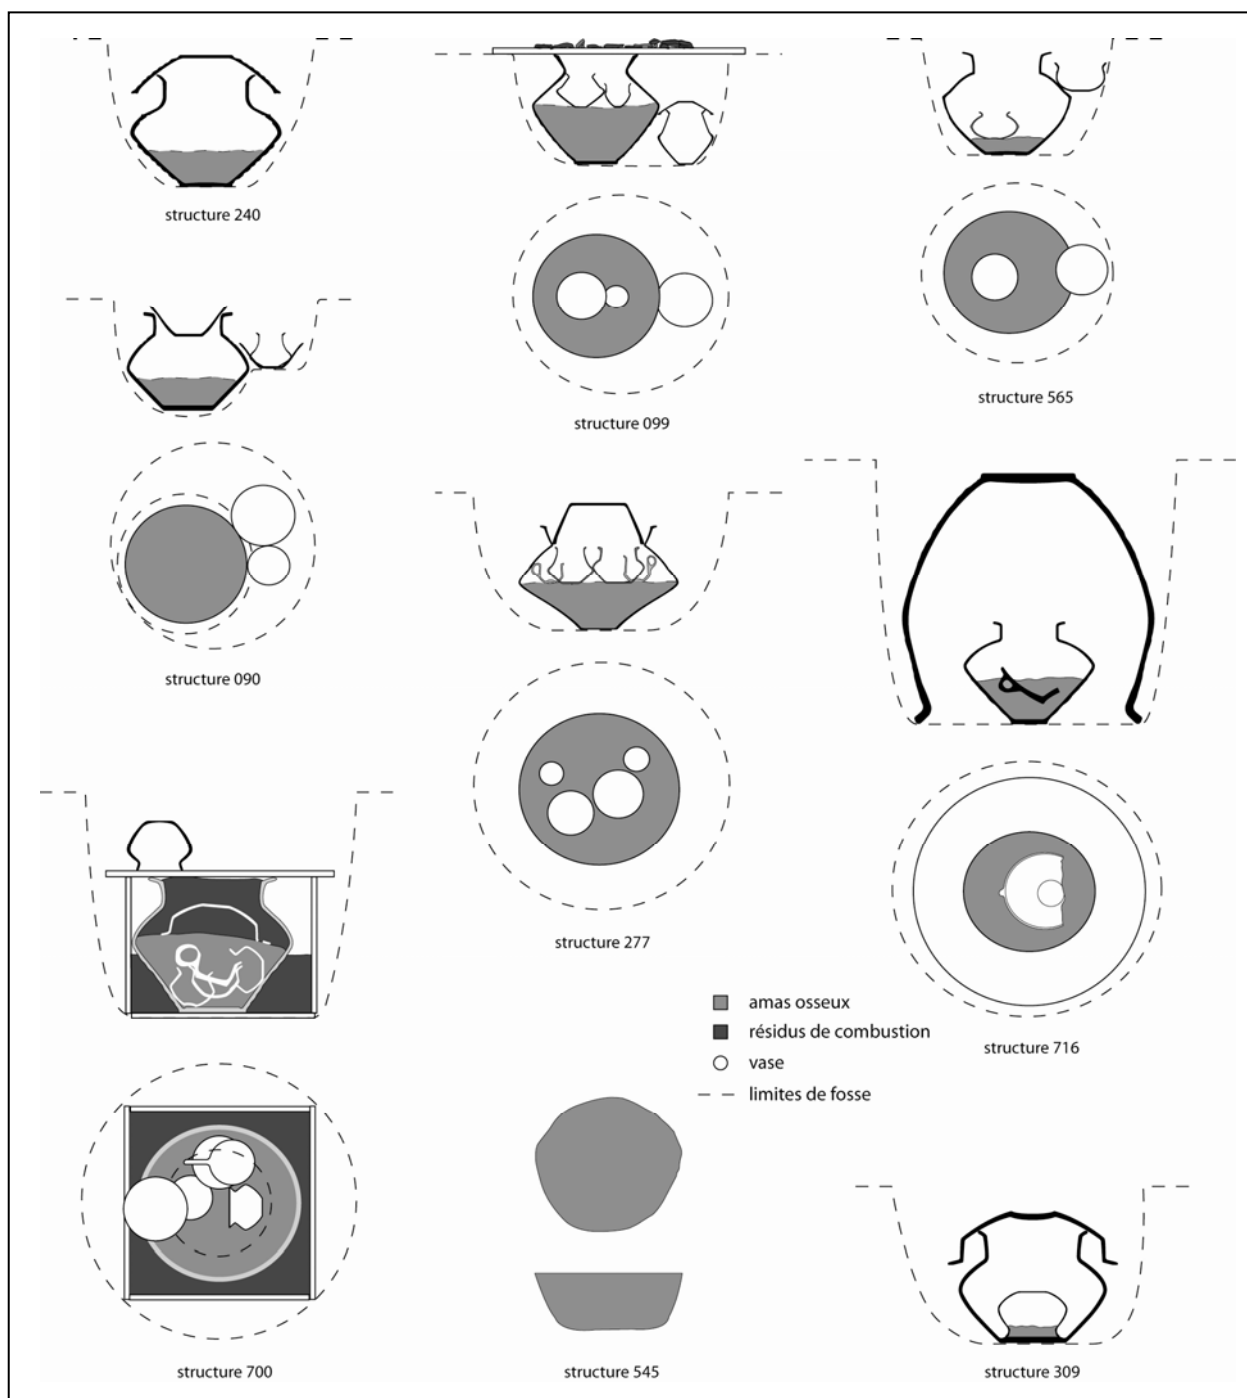 structure 240
structure 099
structure 565
structure 090
structure 277
structure 716
amas osseux
résidus de combustion
vase
limites de fosse
structure 700
structure 545
structure 309